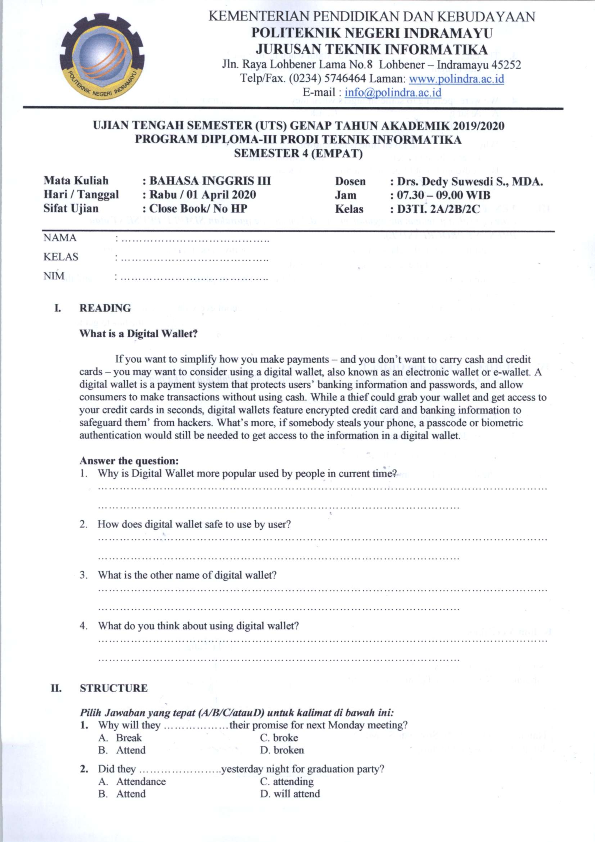 KEMENTERIAN PENDIDIKAN DAN KEBUDAYAAN
POLITEKNIK NEGERI INDRAMAYU
JURUSAN TEKNIK INFORMATIKA
Jln. Raya Lohbener Lama No.8 Lohbener – Indramayu 45252
Telp/Fax. (0234) 5746464 Laman: www.polindra.ac.id
E-mail : info@polindra.ac.id
POLITEKNIK NEGERI INDRAMAYU
UJIAN TENGAH SEMESTER (UTS) GENAP TAHUN AKADEMIK 2019/2020
PROGRAM DIPLOMA-III PRODI TEKNIK INFORMATIKA
SEMESTER 4 (EMPAT)
Mata Kuliah : BAHASA INGGRIS III Dosen : Drs. Dedy Suwesdi S., MDA.
Hari / Tanggal : Rabu / 01 April 2020 Jam : 07.30 – 09.00 WIB
Sifat Ujian : Close Book/ No HP Kelas : D3TI. 2A/2B/2C
NAMA : ………………………………….
KELAS : ………………………………….
NIM : ………………………………….
I. READING
What is a Digital Wallet?
If you want to simplify how you make payments – and you don't want to carry cash and credit
cards – you may want to consider using a digital wallet, also known as an electronic wallet or e-wallet. A
digital wallet is a payment system that protects users' banking information and passwords, and allow
consumers to make transactions without using cash. While a thief could grab your wallet and get access to
your credit cards in seconds, digital wallets feature encrypted credit card and banking information to
safeguard them' from hackers. What's more, if somebody steals your phone, a passcode or biometric
authentication would still be needed to get access to the information in a digital wallet.
Answer the question:
1. Why is Digital Wallet more popular used by people in current time?
2. How does digital wallet safe to use by user?
3. What is the other name of digital wallet?
4. What do you think about using digital wallet?
II. STRUCTURE
Pilih Jawaban yang tepat (A/B/C/atauD) untuk kalimat di bawah ini:
1. Why will they ………………their promise for next Monday meeting?
A. Break C. broke
B. Attend D. broken
2. Did they …………………..yesterday night for graduation party?
A. Attendance C. attending
B. Attend D. will attend